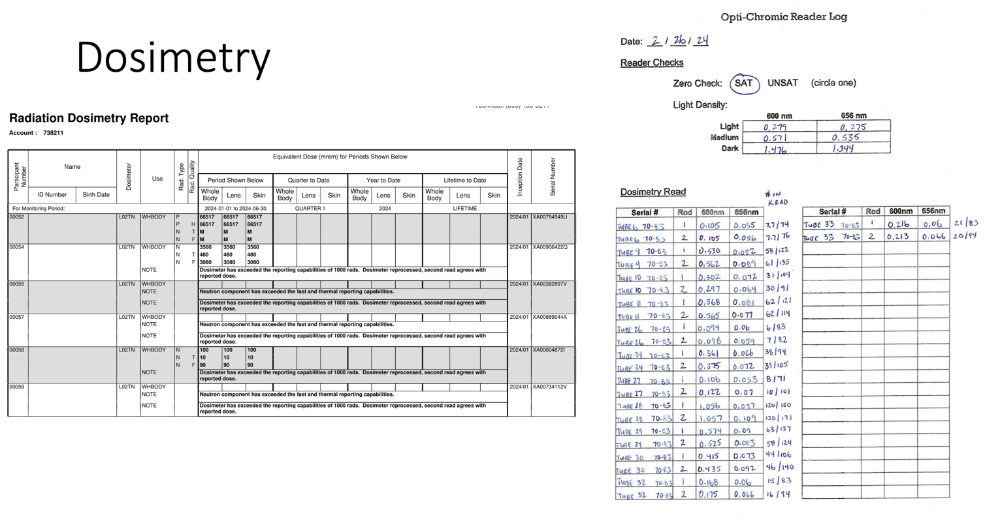 Dosimetry
Radiation Dosimetry Report
Account : 738211
Participant Number
Name
ID Number Birth Date
Dosimeter
Use
Rad. Type
Rad. Quality
Equivalent Dose (mrem) for Periods Shown Below
Period Shown Below Quarter to Date Year to Date Lifetime to Date
Whole Body Lens Skin Whole Body Lens Skin Whole Body Lens Skin Whole Body Lens Skin
Inception Date
Serial Number
For Monitoring Period: 2024-01-01 to 2024-06-30 QUARTER 1 2024 LIFETIME
00052 L02TN WHBODY P 66517 66517 66517 2024/01 XA00794549U
P H 66517 66517 66517
N T M M M
N F M M M
00054 L02TN WHBODY N 3560 3560 3560 2024/01 XA00906422Q
N T 480 480 480
N F 3080 3080 3080
NOTE Dosimeter has exceeded the reporting capabilities of 1000 rads. Dosimeter reprocessed, second read agrees with
reported dose.
00055 L02TN WHBODY 2024/01 XA00382897V
NOTE Neutron component has exceeded the fast and thermal reporting capabilities.
NOTE Dosimeter has exceeded the reporting capabilities of 1000 rads. Dosimeter reprocessed, second read agrees with
reported dose.
00057 L02TN WHBODY 2024/01 XA00889044A
NOTE Neutron component has exceeded the fast and thermal reporting capabilities.
NOTE Dosimeter has exceeded the reporting capabilities of 1000 rads. Dosimeter reprocessed, second read agrees with
reported dose.
00058 L02TN WHBODY N 100 100 100 2024/01 XA00604872I
N T 10 10 10
N F 90 90 90
NOTE Dosimeter has exceeded the reporting capabilities of 1000 rads. Dosimeter reprocessed, second read agrees with
reported dose.
00059 L02TN WHBODY 2024/01 XA00734112V
NOTE Neutron component has exceeded the fast and thermal reporting capabilities.
NOTE Dosimeter has exceeded the reporting capabilities of 1000 rads. Dosimeter reprocessed, second read agrees with
reported dose.
Opti-Chromic Reader Log
Date: 2 / 26 / 24
Reader Checks
Zero Check: SAT UNSAT (circle one)
Light Density:
600 nm 656 nm
Light 0.279 0.275
Medium 0.571 0.535
Dark 1.476 1.344
Dosimetry Read
# IN
KRAD
Serial # Rod 600nm 656nm
TUBE 6 70-83 1 0.105 0.055 7.7/74
TUBE 6 70-83 2 0.105 0.056 7.7/76
TUBE 9 70-83 1 0.530 0.082 58/122
TUBE 9 70-83 2 0.562 0.089 61/135
TUBE 10 70-83 1 0.302 0.072 31/104
TUBE 10 70-83 2 0.297 0.064 30/91
TUBE 11 70-83 1 0.568 0.081 62/121
TUBE 11 70-83 2 0.565 0.077 62/114
TUBE 26 70-83 1 0.094 0.06 6/83
TUBE 26 70-83 2 0.098 0.059 7/82
TUBE 34 70-83 1 0.361 0.066 38/94
TUBE 34 70-83 2 0.375 0.072 39/105
TUBE 27 70-83 1 0.106 0.053 8/71
TUBE 27 70-83 2 0.122 0.07 10/101
TUBE 28 70-83 1 1.056 0.097 120/150
TUBE 28 70-83 2 1.057 0.109 120/171
TUBE 29 70-83 1 0.574 0.09 63/137
TUBE 29 70-83 2 0.525 0.083 58/124
TUBE 30 70-83 1 0.415 0.073 44/106
TUBE 30 70-83 2 0.435 0.092 46/140
TUBE 32 70-83 1 0.168 0.06 15/83
TUBE 32 70-83 2 0.175 0.066 16/94
Serial # Rod 600nm 656nm
TUBE 33 70-83 1 0.216 0.06 21/83
TUBE 33 70-83 2 0.213 0.066 20/94